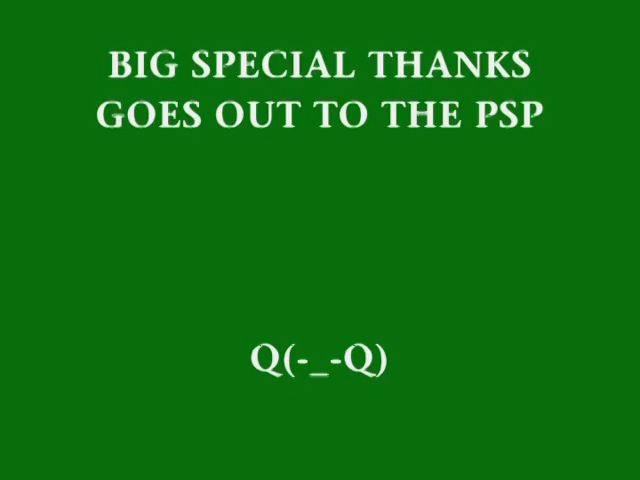 BIG SPECIAL THANKS
GOES OUT TO THE PSP
Q(-_-Q)